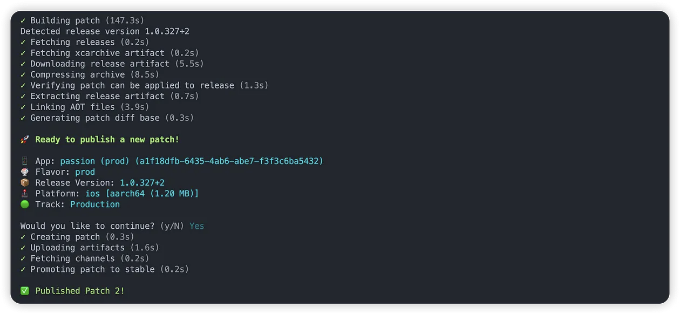 ✓ Building patch (147.3s)
Detected release version 1.0.327+2
✓ Fetching releases (0.2s)
✓ Fetching xcarchive artifact (0.2s)
✓ Downloading release artifact (5.5s)
✓ Compressing archive (8.5s)
✓ Verifying patch can be applied to release (1.3s)
✓ Extracting release artifact (0.7s)
✓ Linking AOT files (3.9s)
✓ Generating patch diff base (0.3s)
🚀 Ready to publish a new patch!
📱 App: passion (prod) (a1f18dfb-6435-4ab6-abe7-f3f3c6ba5432)
🍨 Flavor: prod
📦 Release Version: 1.0.327+2
🕹️ Platform: ios [aarch64 (1.20 MB)]
🟢 Track: Production
Would you like to continue? (y/N) Yes
✓ Creating patch (0.3s)
✓ Uploading artifacts (1.6s)
✓ Fetching channels (0.2s)
✓ Promoting patch to stable (0.2s)
✅ Published Patch 2!